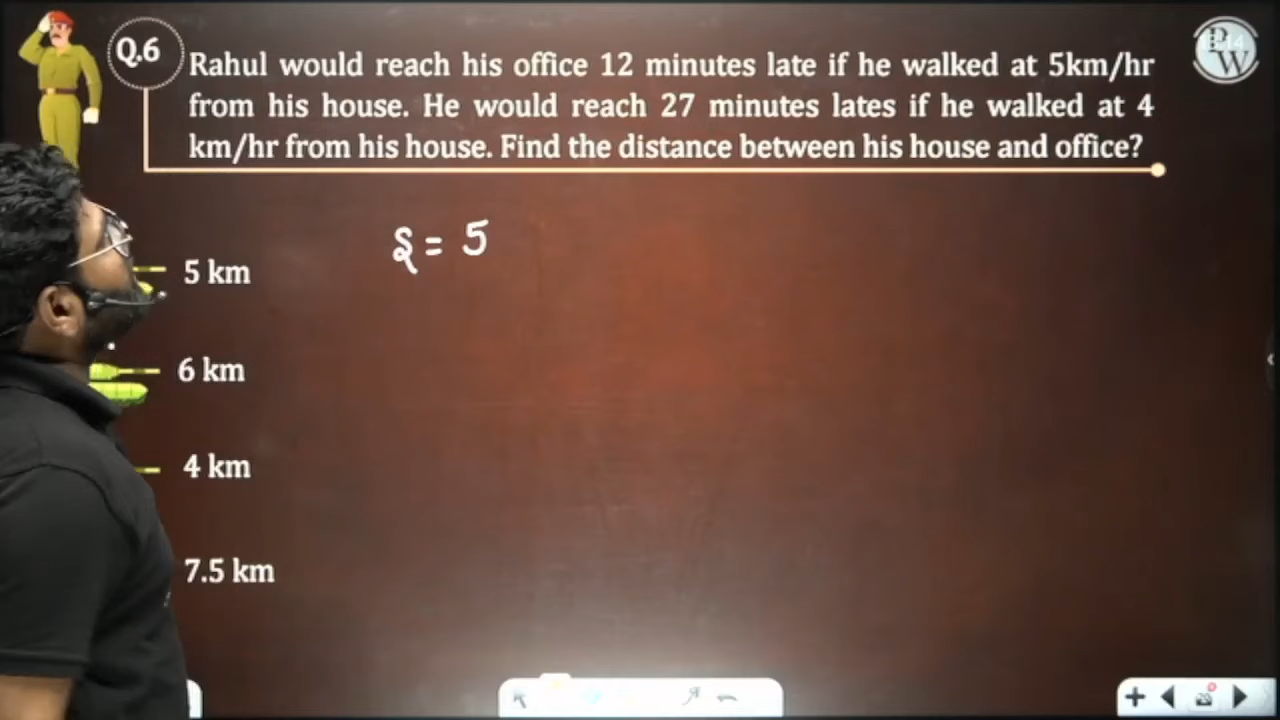 Q.6
Rahul would reach his office 12 minutes late if he walked at 5km/hr
from his house. He would reach 27 minutes lates if he walked at 4
km/hr from his house. Find the distance between his house and office?
S = 5
5 km
6 km
4 km
7.5 km
P
W